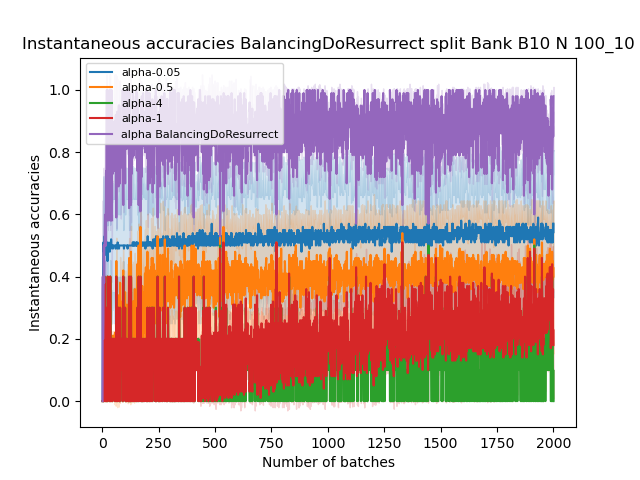 Instantaneous accuracies BalancingDoResurrect split Bank B10 N 100_10
alpha-0.05
alpha-0.5
alpha-4
alpha-1
alpha BalancingDoResurrect
Instantaneous accuracies
1.0
0.8
0.6
0.4
0.2
0.0
0 250 500 750 1000 1250 1500 1750 2000
Number of batches